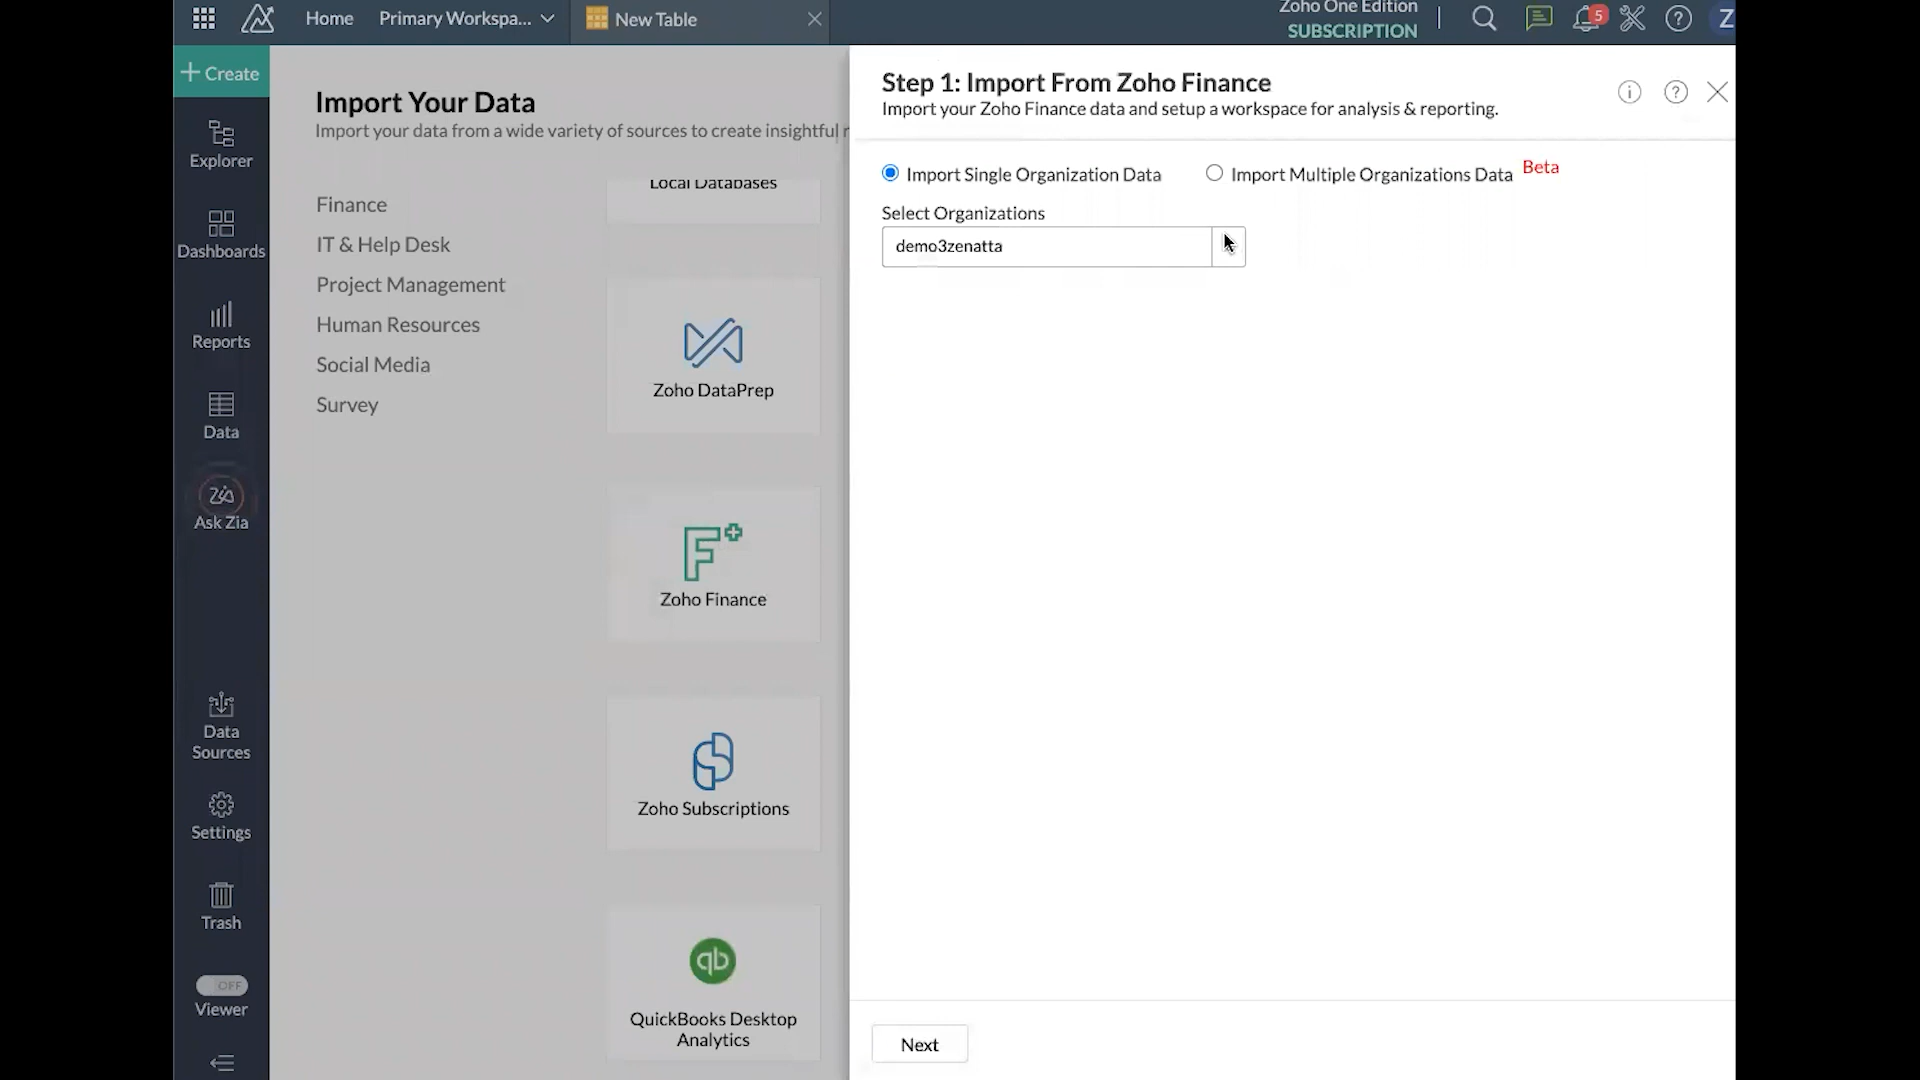 Home
Primary Workspa...
New Table
Zoho One Edition
SUBSCRIPTION
5
Z
Create
Explorer
Dashboards
Reports
Data
Ask Zia
Data
Sources
Settings
Trash
OFF
Viewer
Import Your Data
Import your data from a wide variety of sources to create insightful r
Finance
IT & Help Desk
Project Management
Human Resources
Social Media
Survey
Local Databases
Zoho DataPrep
Zoho Finance
Zoho Subscriptions
qb
QuickBooks Desktop
Analytics
Step 1: Import From Zoho Finance
Import your Zoho Finance data and setup a workspace for analysis & reporting.
Import Single Organization Data
Import Multiple Organizations Data Beta
Select Organizations
demo3zenatta
Next